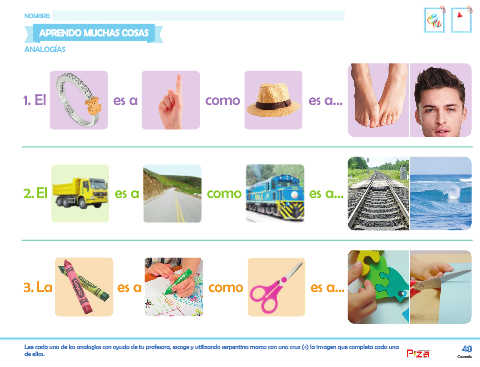 NOMBRE
APRENDO MUCHAS COSAS
ANALOGÍAS
1. El es a como es a...
2. El es a como es a...
3. La es a como es a...
Lee cada una de las analogías con ayuda de tu profesora, escoge y utilizando serpentina marca con una cruz (x) la imagen que completa cada una
de ellas.
Piza
40